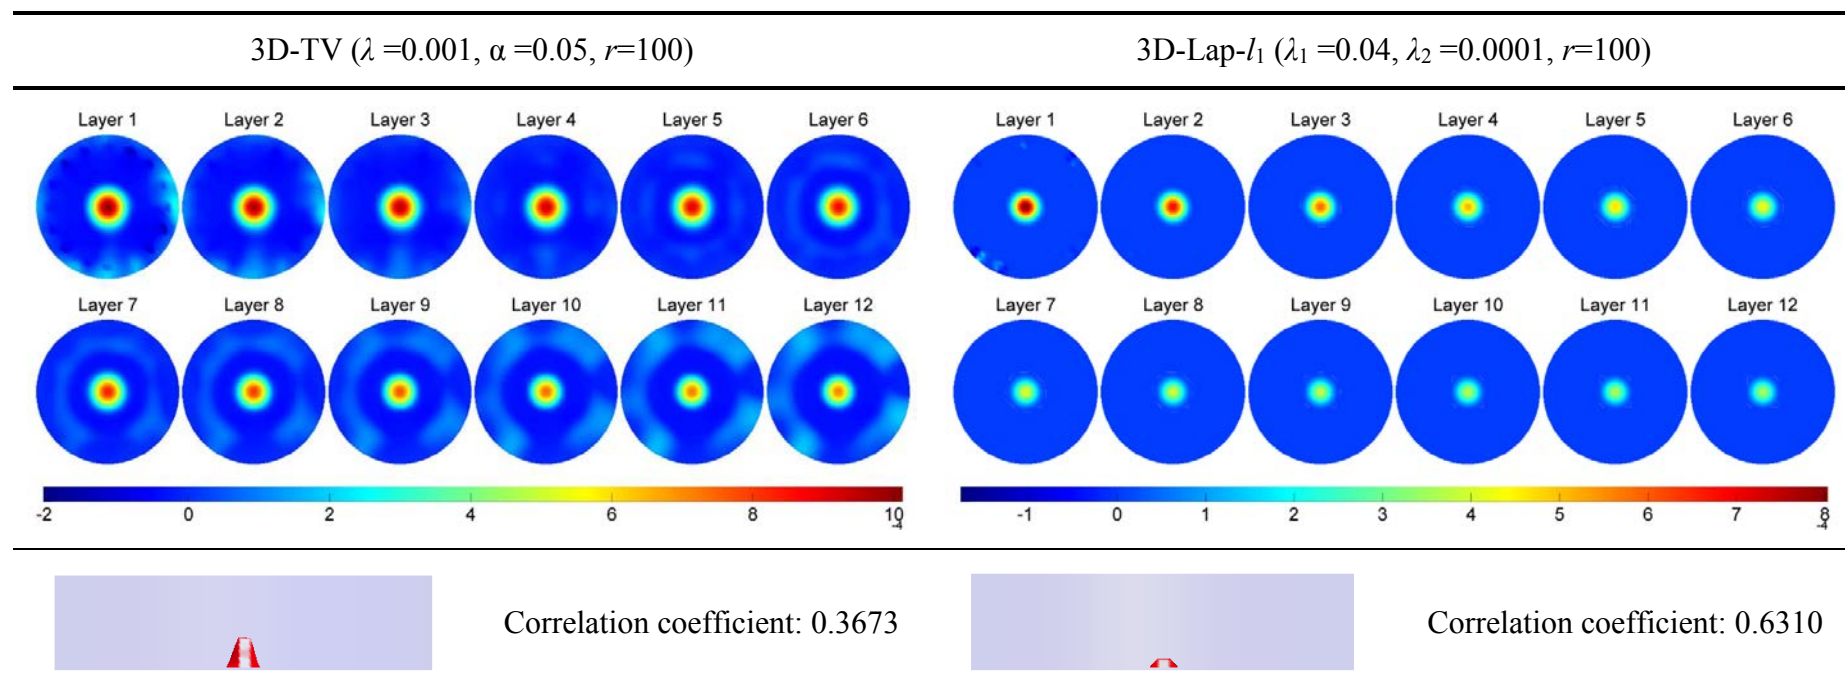 3D-TV (λ =0.001, α =0.05, r=100)
3D-Lap-l₁ (λ₁ =0.04, λ₂ =0.0001, r=100)
Layer 1 Layer 2 Layer 3 Layer 4 Layer 5 Layer 6
Layer 7 Layer 8 Layer 9 Layer 10 Layer 11 Layer 12
-2 0 2 4 6 8 10
-4
Layer 1 Layer 2 Layer 3 Layer 4 Layer 5 Layer 6
Layer 7 Layer 8 Layer 9 Layer 10 Layer 11 Layer 12
-1 0 1 2 3 4 5 6 7 8
-4
Correlation coefficient: 0.3673
Correlation coefficient: 0.6310